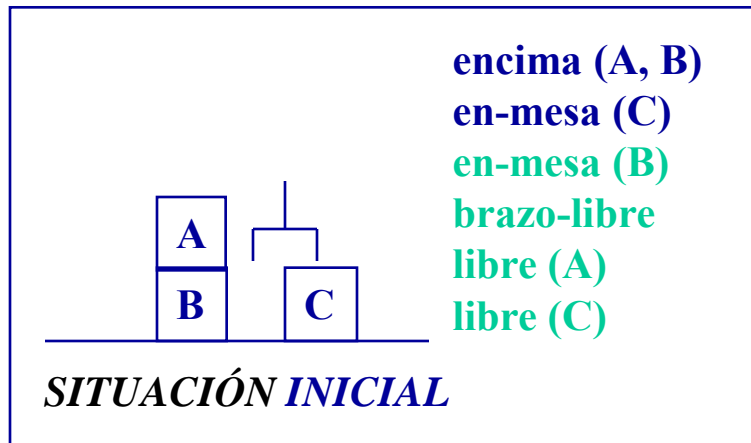 encima (A, B)
en-mesa (C)
en-mesa (B)
brazo-libre
libre (A)
libre (C)
A
B
C
SITUACIÓN INICIAL